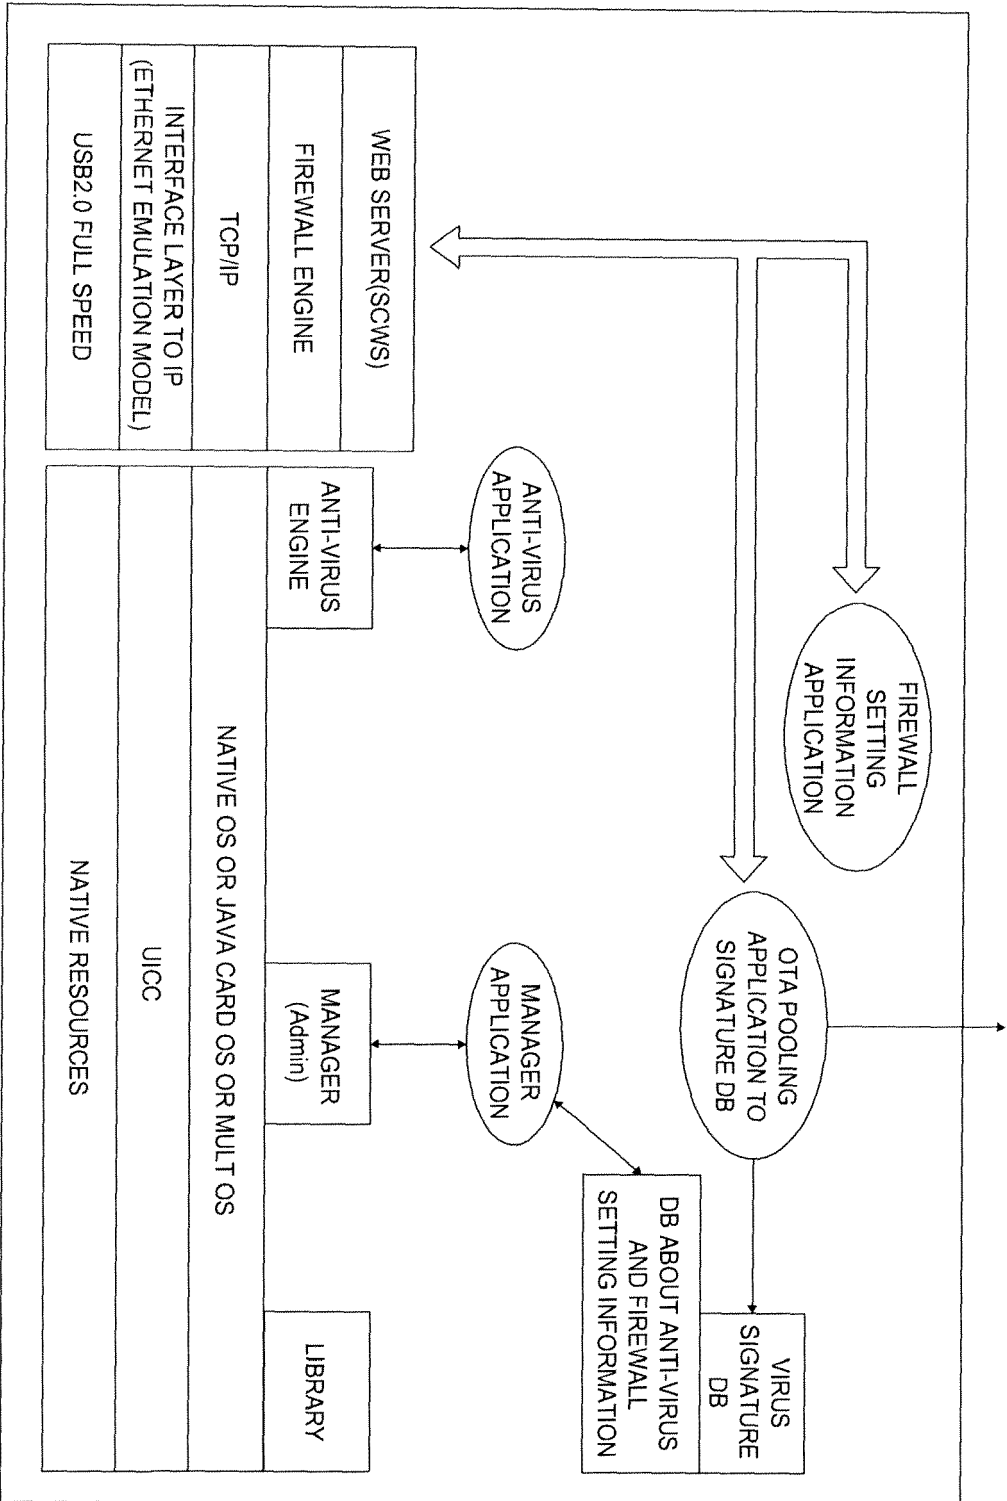 FIREWALL
SETTING
INFORMATION
APPLICATION
OTA POOLING
APPLICATION TO
SIGNATURE DB
VIRUS
SIGNATURE
DB
DB ABOUT ANTI-VIRUS
AND FIREWALL
SETTING INFORMATION
ANTI-VIRUS
APPLICATION
MANAGER
APPLICATION
WEB SERVER(SCWS)
FIREWALL ENGINE
TCP/IP
INTERFACE LAYER TO IP
(ETHERNET EMULATION MODEL)
USB2.0 FULL SPEED
ANTI-VIRUS
ENGINE
MANAGER
(Admin)
LIBRARY
NATIVE OS OR JAVA CARD OS OR MULT OS
UICC
NATIVE RESOURCES